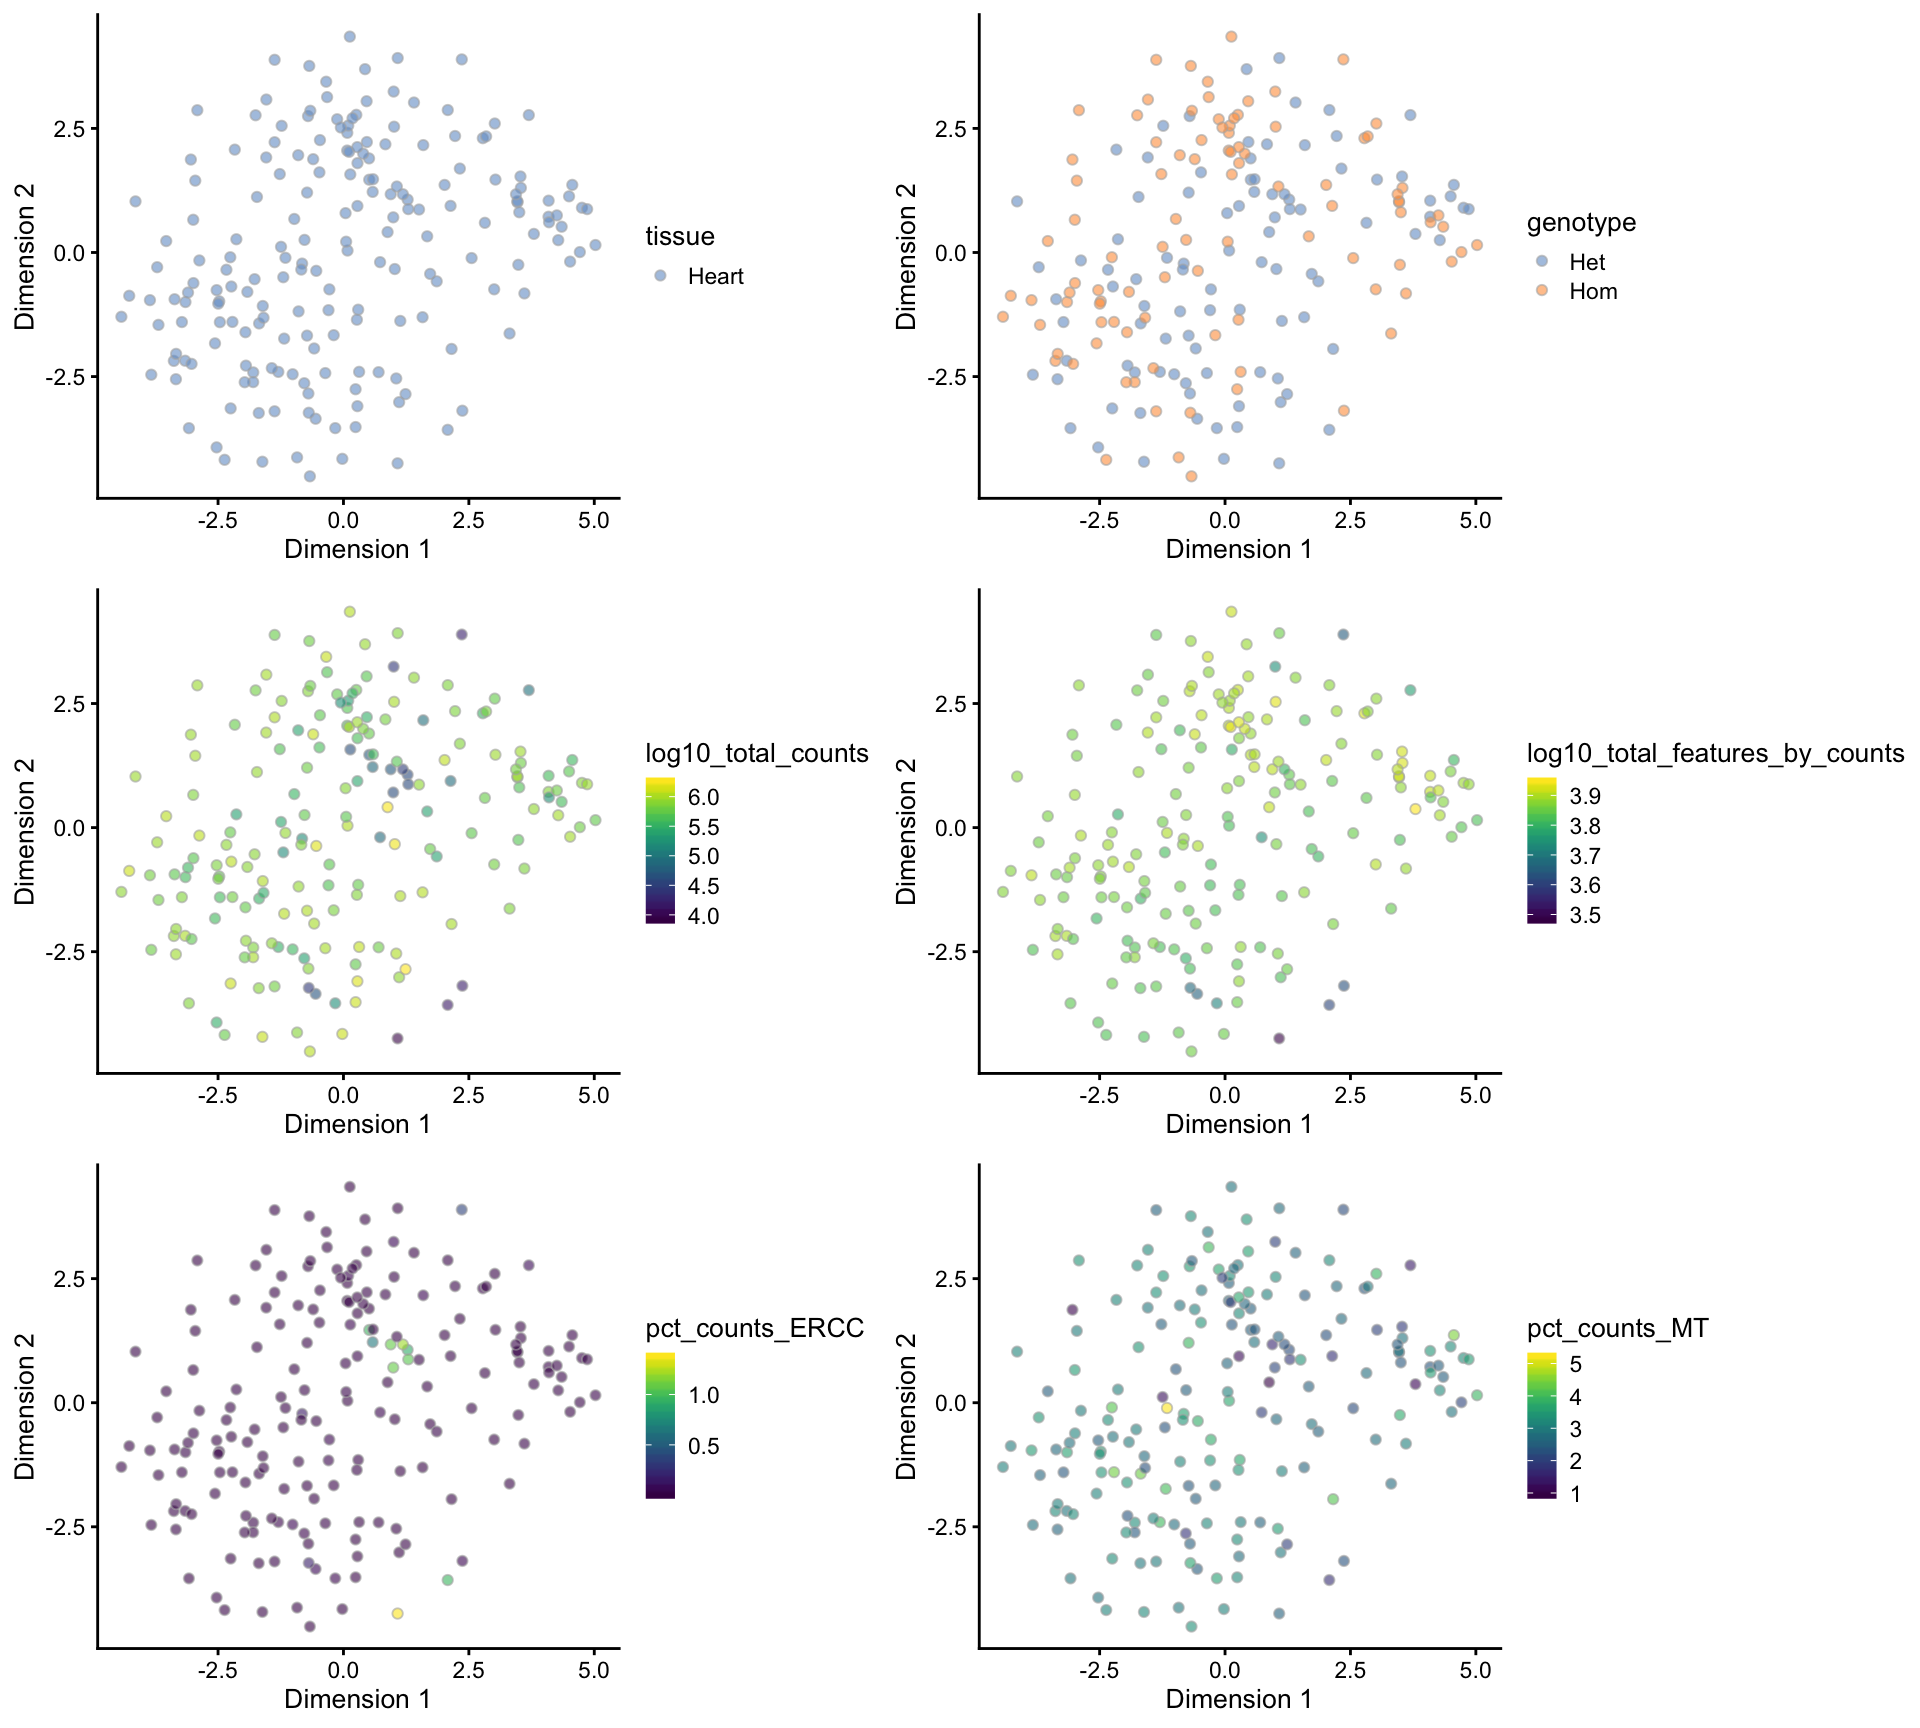 Dimension 2
2.5
0.0
-2.5
-2.5 0.0 2.5 5.0
Dimension 1
tissue
Heart
Dimension 2
2.5
0.0
-2.5
-2.5 0.0 2.5 5.0
Dimension 1
genotype
Het
Hom
Dimension 2
2.5
0.0
-2.5
-2.5 0.0 2.5 5.0
Dimension 1
log10_total_counts
6.0
5.5
5.0
4.5
4.0
Dimension 2
2.5
0.0
-2.5
-2.5 0.0 2.5 5.0
Dimension 1
log10_total_features_by_counts
3.9
3.8
3.7
3.6
3.5
Dimension 2
2.5
0.0
-2.5
-2.5 0.0 2.5 5.0
Dimension 1
pct_counts_ERCC
1.0
0.5
Dimension 2
2.5
0.0
-2.5
-2.5 0.0 2.5 5.0
Dimension 1
pct_counts_MT
5
4
3
2
1